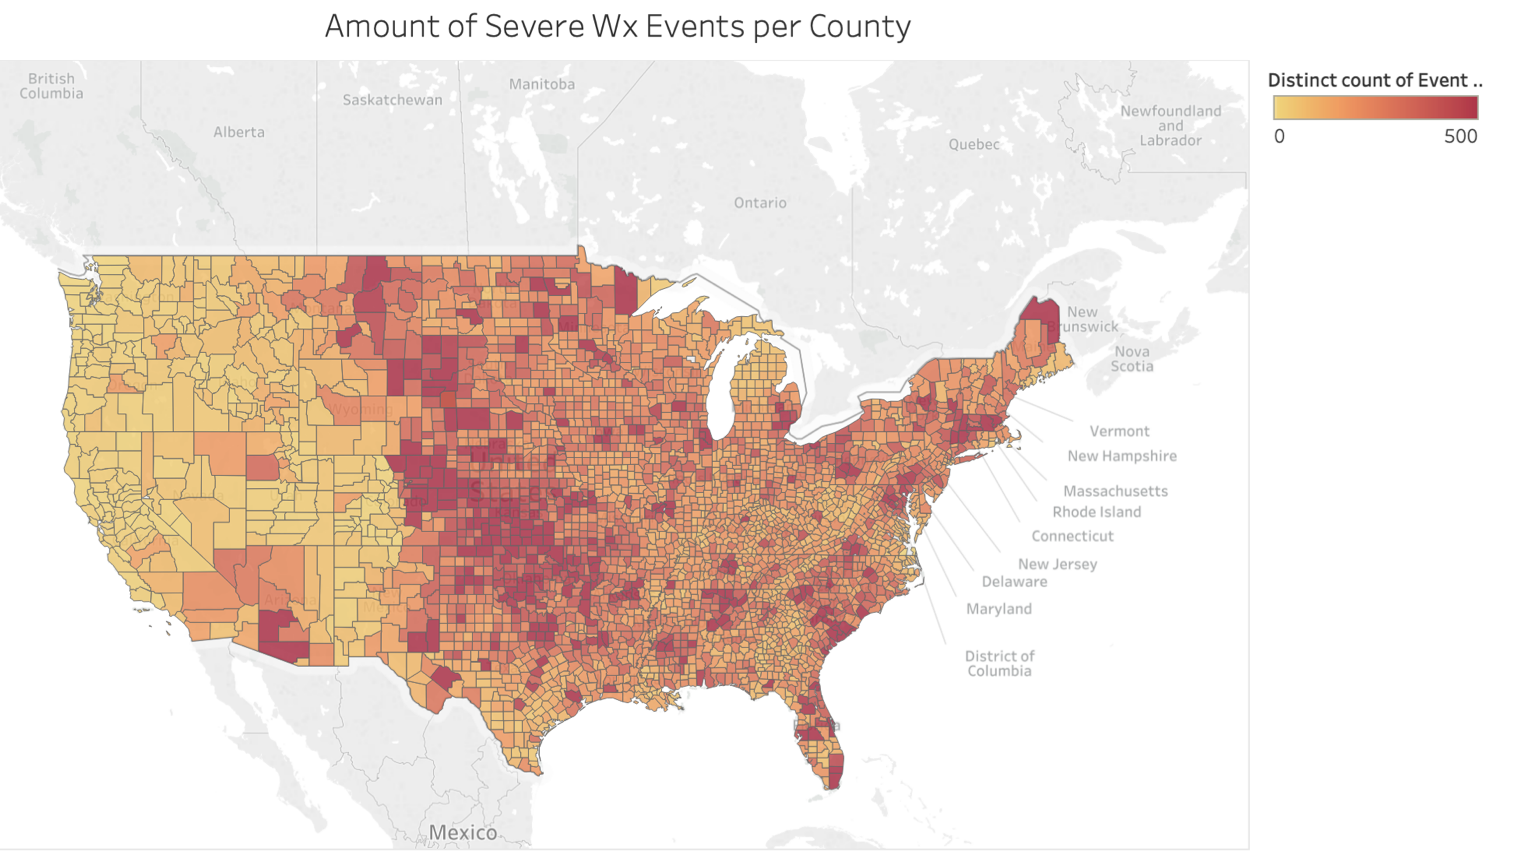 Amount of Severe Wx Events per County
British
Columbia
Alberta
Saskatchewan
Manitoba
Ontario
Quebec
Newfoundland
and
Labrador
New
Brunswick
Nova
Scotia
Distinct count of Event ..
0
500
Wyoming
Arizona
Vermont
New Hampshire
Massachusetts
Rhode Island
Connecticut
New Jersey
Delaware
Maryland
District of
Columbia
Mexico